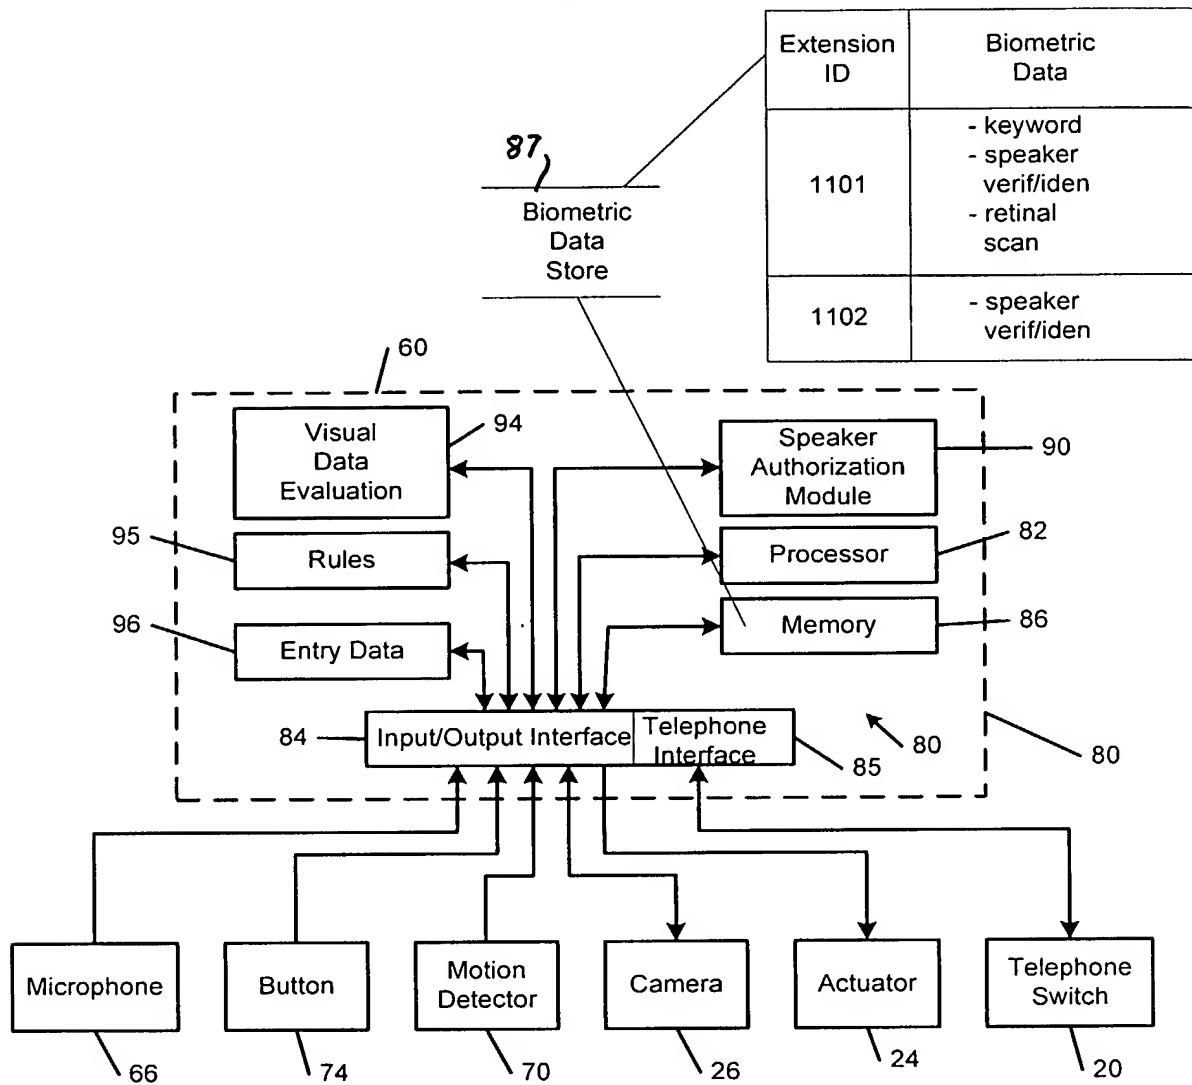 Extension
ID
Biometric
Data
1101
- keyword
- speaker
verif/iden
- retinal
scan
1102
- speaker
verif/iden
87
Biometric
Data
Store
60
Visual
Data
Evaluation
94
Speaker
Authorization
Module
90
95
Rules
Processor
82
96
Entry Data
Memory
86
84
Input/Output Interface
Telephone
Interface
85
80
80
Microphone
Button
Motion
Detector
Camera
Actuator
Telephone
Switch
66
74
70
26
24
20